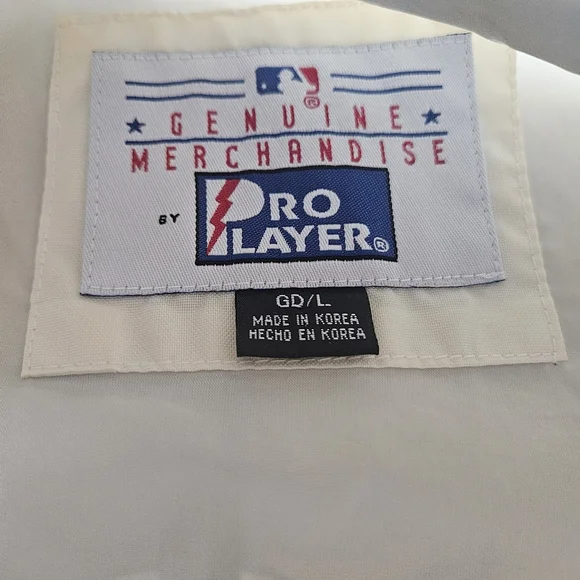 ®
GENUINE
MERCHANDISE
BY PRO
PLAYER®
GD/L
MADE IN KOREA
HECHO EN KOREA